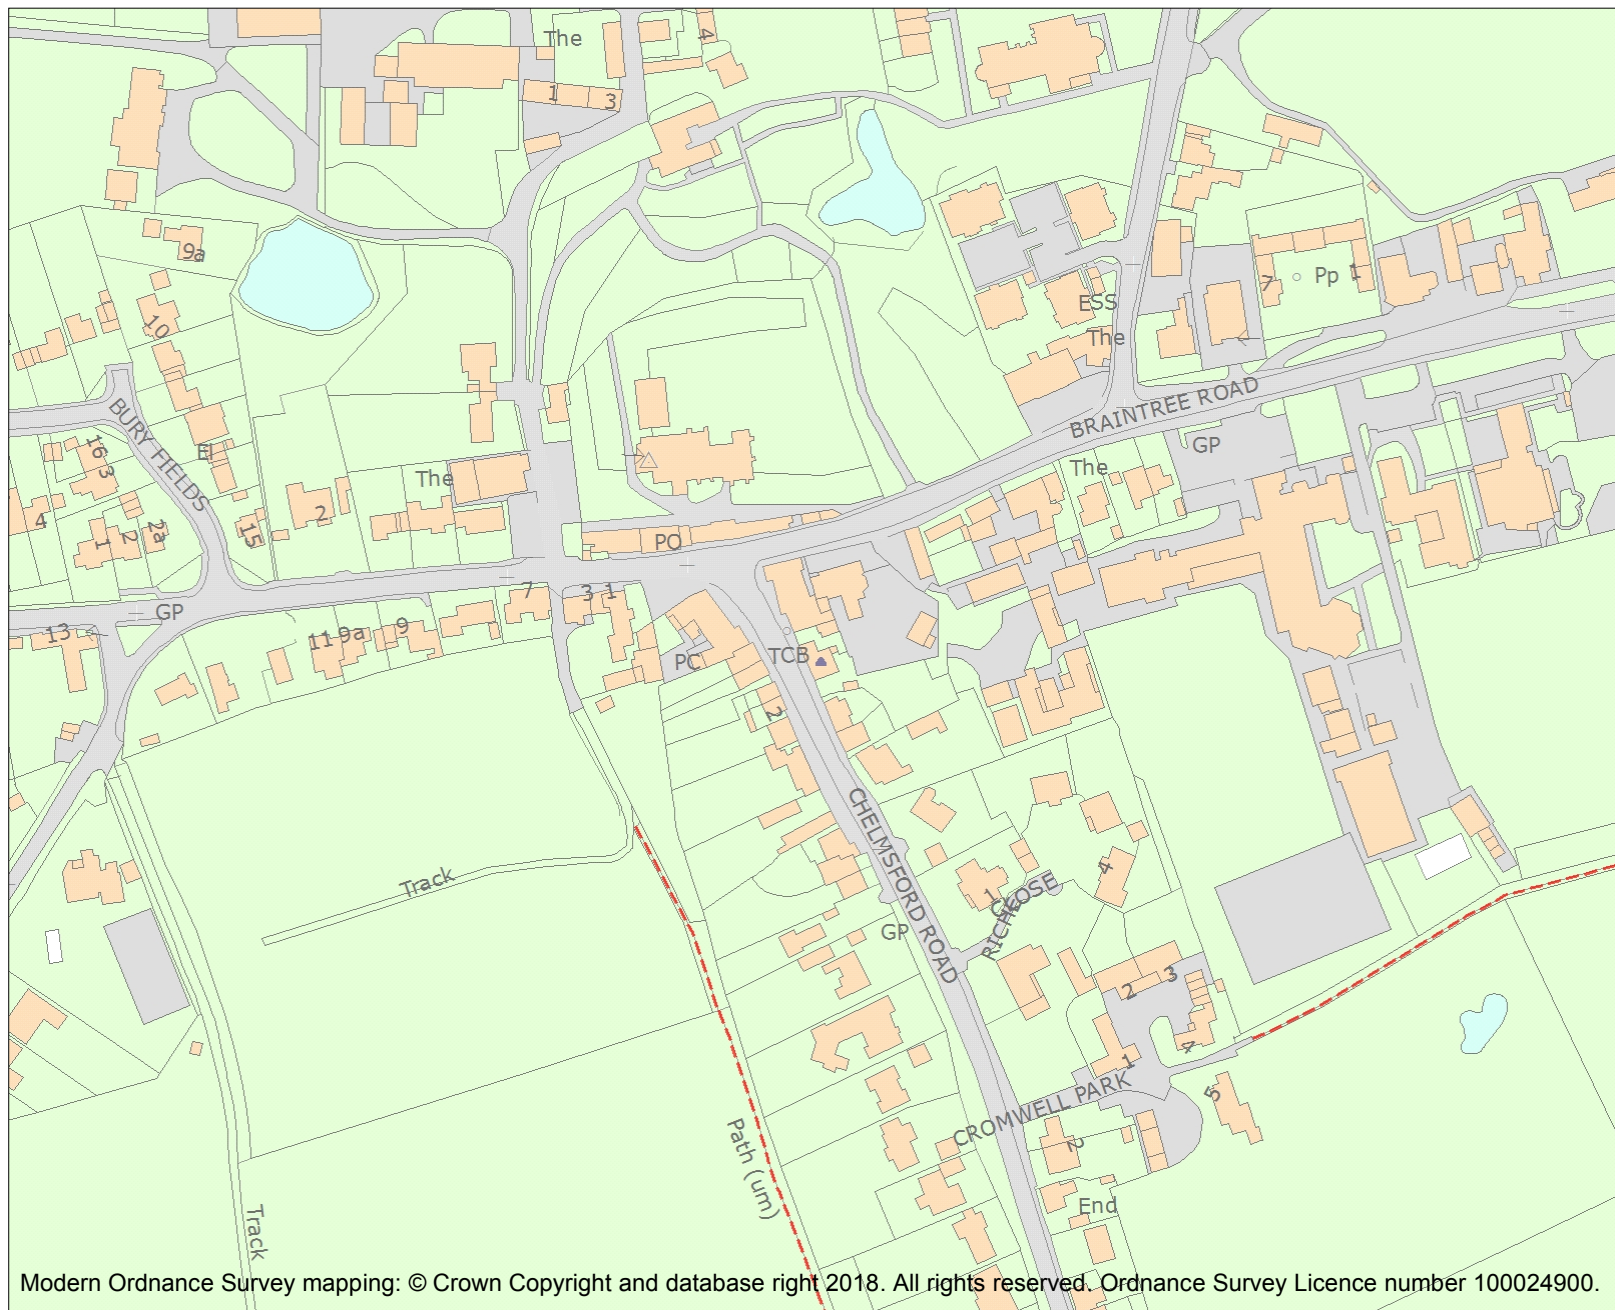 The
4
1
3
9a
ESS
The
7
Pp
1
2
10
BURY FIELDS
BRAINTREE ROAD
GP
The
16
3
El
The
2
4
1
2
2a
15
PO
GP
13
11
9a
9
7
3
1
PC
TCB
2
CHELMSFORD ROAD
Track
GP
1
RICHE
CLOSE
4
2
3
4
1
5
CROMWELL PARK
2
Path (um)
End
Track
Modern Ordnance Survey mapping: © Crown Copyright and database right 2018. All rights reserved. Ordnance Survey Licence number 100024900.